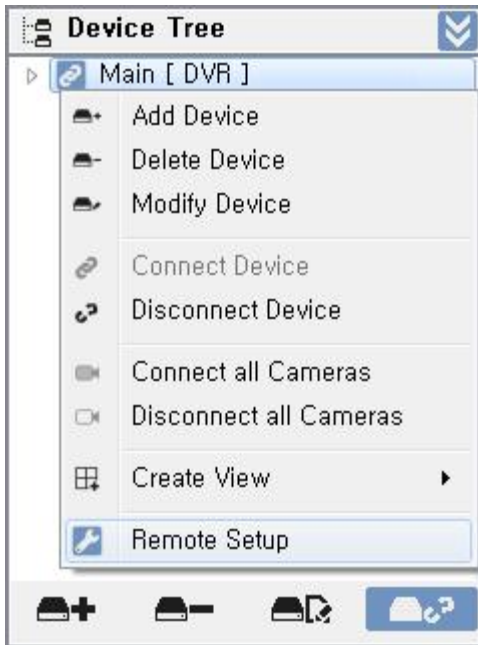 Device Tree
Main [ DVR ]
Add Device
Delete Device
Modify Device
Connect Device
Disconnect Device
Connect all Cameras
Disconnect all Cameras
Create View
Remote Setup